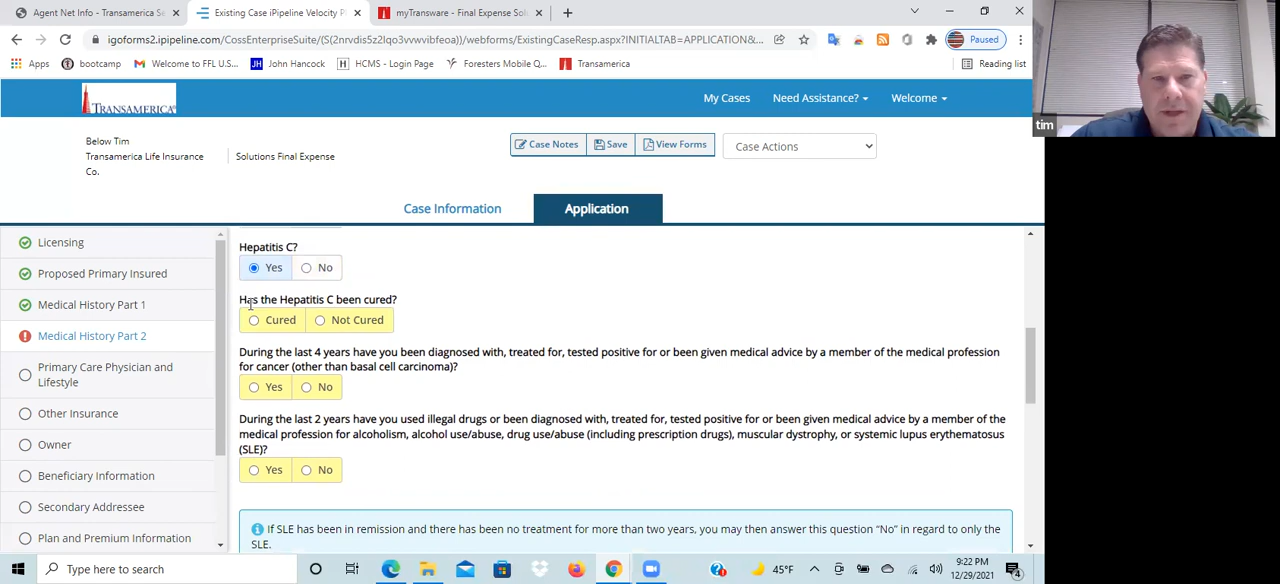 Agent Net Info - Transamerica Se
Existing Case iPipeline Velocity P
myTransware - Final Expense Sol
igoforms2.ipipeline.com/CossEnterpriseSuite/(S(2nrvdis5z2lqo3vwwvibfeoa))/webforms/ExistingCaseResp.aspx?INITIALTAB=APPLICATION&...
Paused
Apps
bootcamp
Welcome to FFL U.S...
John Hancock
HCMS - Login Page
Foresters Mobile Q...
Transamerica
Reading list
tim
TRANSAMERICA
My Cases
Need Assistance?
Welcome
Below Tim
Transamerica Life Insurance
Co.
Solutions Final Expense
Case Notes
Save
View Forms
Case Actions
Case Information
Application
Licensing
Proposed Primary Insured
Medical History Part 1
Medical History Part 2
Primary Care Physician and
Lifestyle
Other Insurance
Owner
Beneficiary Information
Secondary Addressee
Plan and Premium Information
Hepatitis C?
Yes No
Has the Hepatitis C been cured?
Cured Not Cured
During the last 4 years have you been diagnosed with, treated for, tested positive for or been given medical advice by a member of the medical profession
for cancer (other than basal cell carcinoma)?
Yes No
During the last 2 years have you used illegal drugs or been diagnosed with, treated for, tested positive for or been given medical advice by a member of the
medical profession for alcoholism, alcohol use/abuse, drug use/abuse (including prescription drugs), muscular dystrophy, or systemic lupus erythematosus
(SLE)?
Yes No
If SLE has been in remission and there has been no treatment for more than two years, you may then answer this question “No” in regard to only the
SLE.
Type here to search
45°F
9:22 PM
12/29/2021
4